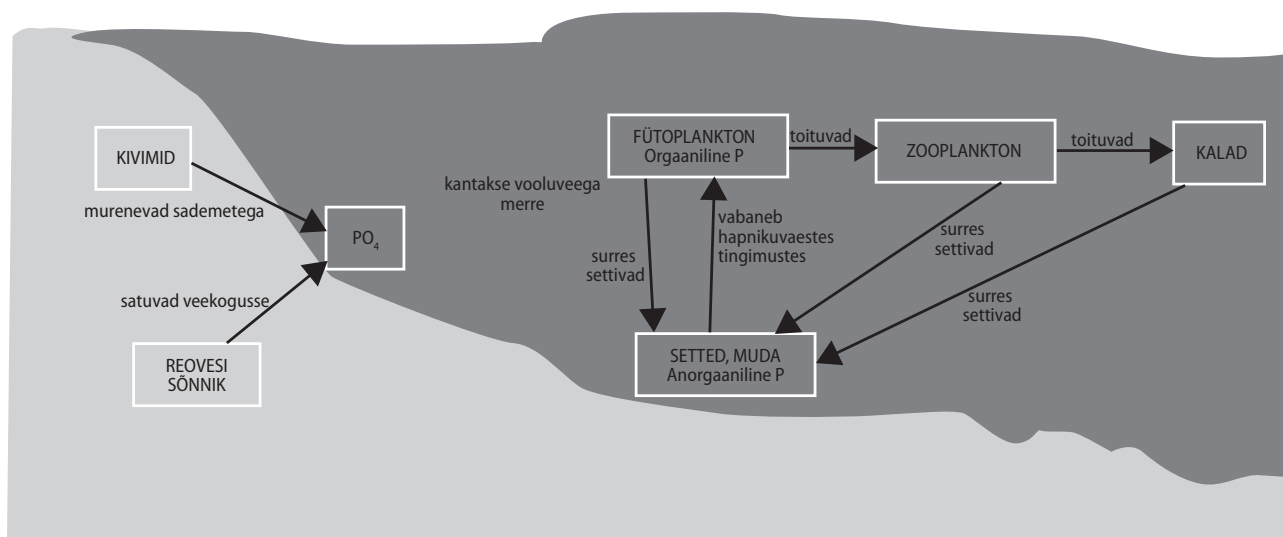 KIVIMID
murenevad sademetega
PO₄
satuvad veekogusse
REOVESI
SÕNNIK
kantakse vooluveega
merre
FÜTOPLANKTON
Orgaaniline P
toituvad
ZOOPLANKTON
toituvad
KALAD
surres
settivad
vabaneb
hapnikuvaestes
tingimustes
surres
settivad
surres
settivad
SETTED, MUDA
Anorgaaniline P